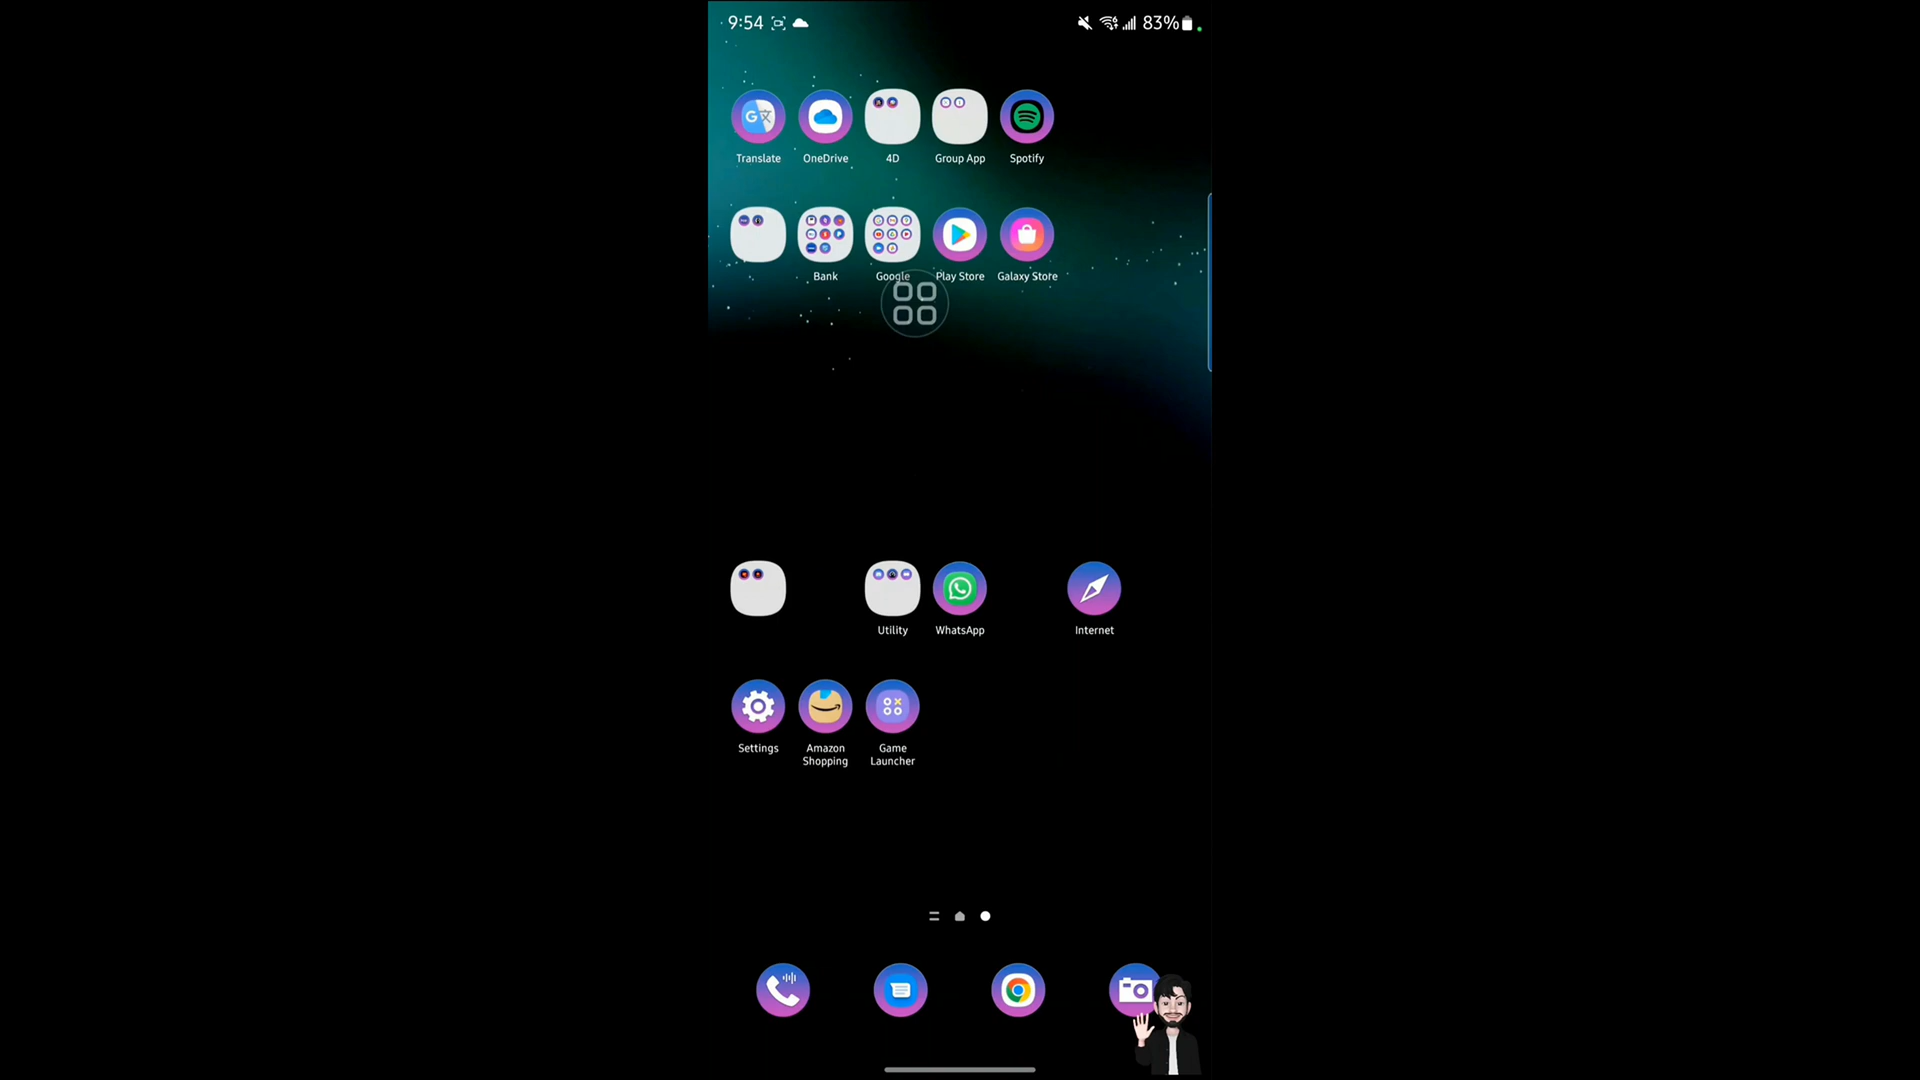 9:54
83%
Translate
OneDrive
4D
Group App
Spotify
Bank
Google
Play Store
Galaxy Store
Utility
WhatsApp
Internet
Settings
Amazon
Shopping
Game
Launcher